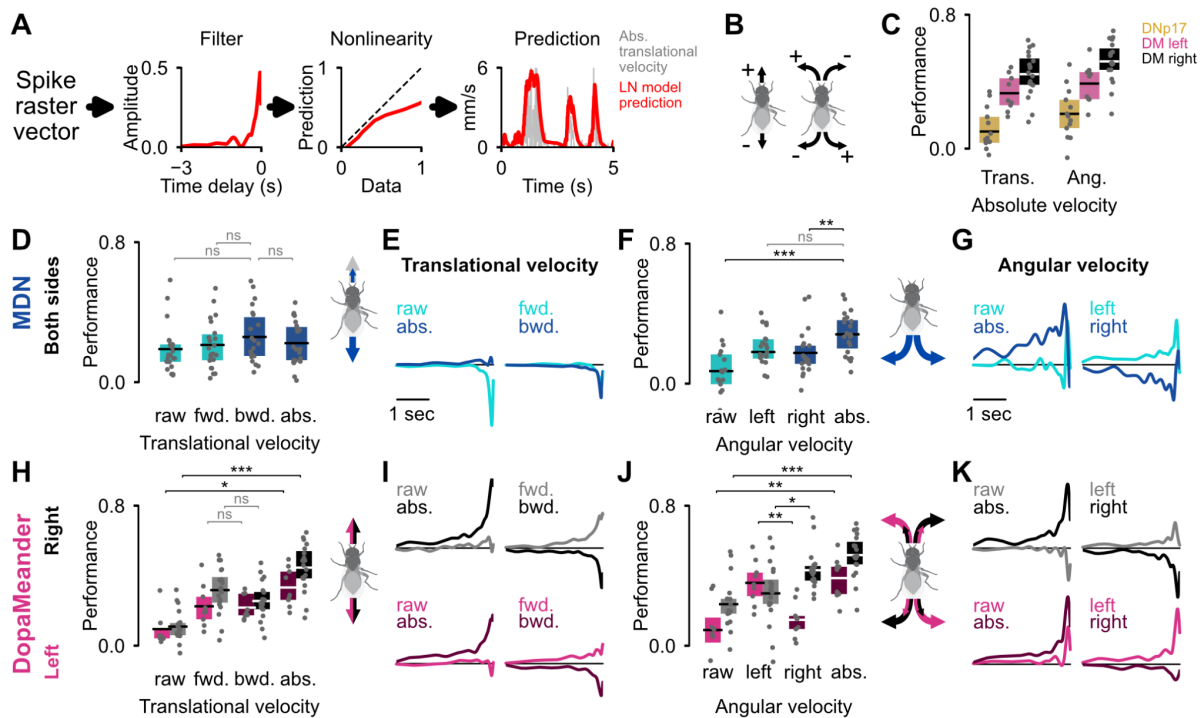 A
Filter
Nonlinearity
Prediction
Spike
raster
vector
Amplitude
0.5
0.0
−3
0
Time delay (s)
Prediction
1
0
0
1
Data
mm/s
6
0
0
5
Time (s)
Abs.
translational
velocity
LN model
prediction
B
+
-
+
-
-
+
C
Performance
0.8
0.0
Trans.
Ang.
Absolute velocity
DNp17
DM left
DM right
MDN
Both sides
D
Performance
0.8
0.0
ns
ns
ns
raw fwd. bwd. abs.
Translational velocity
E
Translational velocity
raw
abs.
fwd.
bwd.
1 sec
F
Performance
0.8
0.0
**
ns
***
raw left right abs.
Angular velocity
G
Angular velocity
raw
abs.
left
right
1 sec
DopaMeander
Left
Right
H
Performance
0.8
0.0
***
*
ns
ns
raw fwd. bwd. abs.
Translational velocity
I
raw
abs.
fwd.
bwd.
raw
abs.
fwd.
bwd.
J
Performance
0.8
0.0
***
**
*
**
raw left right abs.
Angular velocity
K
raw
abs.
left
right
raw
abs.
left
right